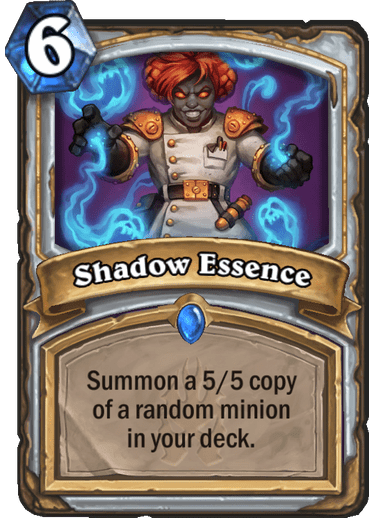 6
Shadow Essence
Summon a 5/5 copy
of a random minion
in your deck.